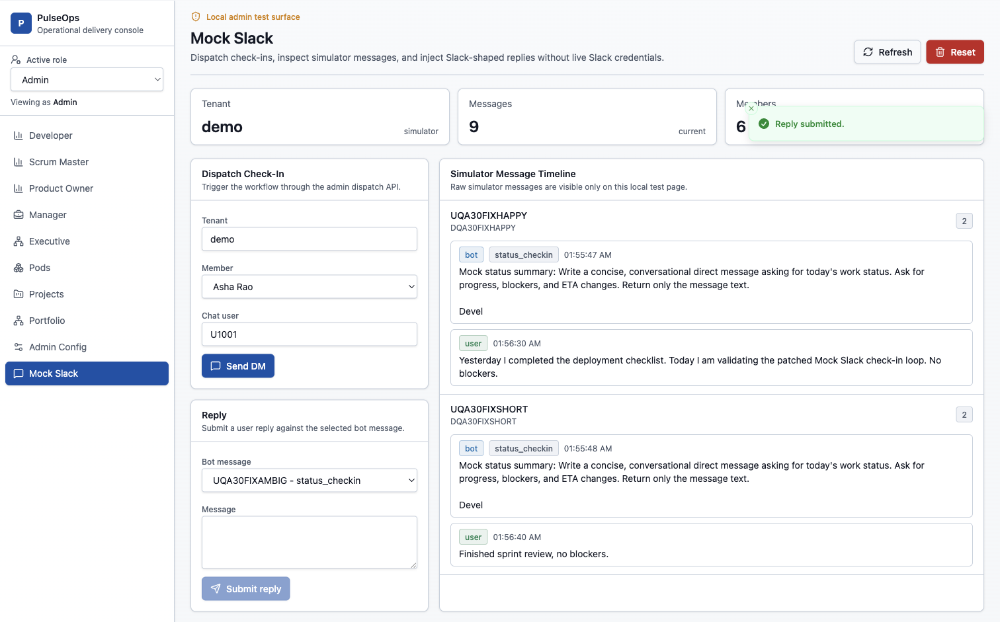 P
PulseOps
Operational delivery console
Active role
Admin
Viewing as Admin
Developer
Scrum Master
Product Owner
Manager
Executive
Pods
Projects
Portfolio
Admin Config
Mock Slack
Local admin test surface
Mock Slack
Dispatch check-ins, inspect simulator messages, and inject Slack-shaped replies without live Slack credentials.
Refresh
Reset
Tenant
demo
simulator
Messages
9
current
Members
6
Reply submitted.
Dispatch Check-In
Trigger the workflow through the admin dispatch API.
Tenant
demo
Member
Asha Rao
Chat user
U1001
Send DM
Reply
Submit a user reply against the selected bot message.
Bot message
UQA30FIXAMBIG - status_checkin
Message
Submit reply
Simulator Message Timeline
Raw simulator messages are visible only on this local test page.
UQA30FIXHAPPY
DQA30FIXHAPPY
2
bot status_checkin 01:55:47 AM
Mock status summary: Write a concise, conversational direct message asking for today's work status. Ask for
progress, blockers, and ETA changes. Return only the message text.
Devel
user 01:56:30 AM
Yesterday I completed the deployment checklist. Today I am validating the patched Mock Slack check-in loop. No
blockers.
UQA30FIXSHORT
DQA30FIXSHORT
2
bot status_checkin 01:55:48 AM
Mock status summary: Write a concise, conversational direct message asking for today's work status. Ask for
progress, blockers, and ETA changes. Return only the message text.
Devel
user 01:56:40 AM
Finished sprint review, no blockers.